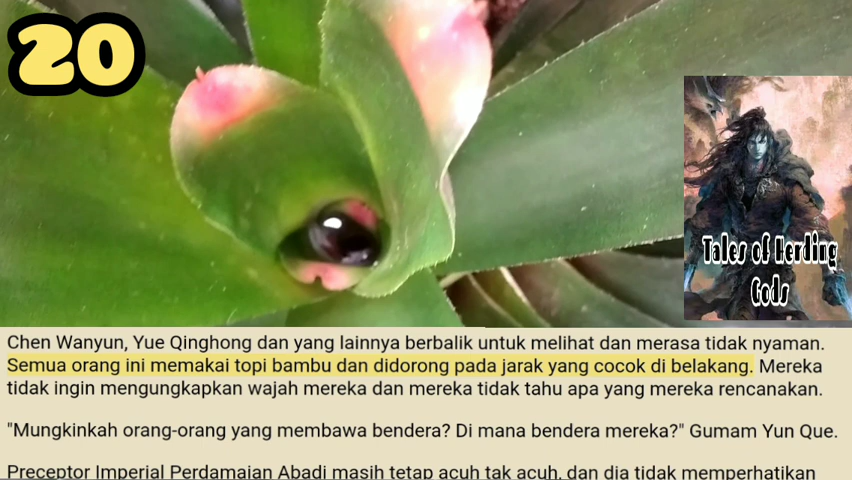 20
Tales of Herding
Gods
Chen Wanyun, Yue Qinghong dan yang lainnya berbalik untuk melihat dan merasa tidak nyaman.
Semua orang ini memakai topi bambu dan didorong pada jarak yang cocok di belakang. Mereka
tidak ingin mengungkapkan wajah mereka dan mereka tidak tahu apa yang mereka rencanakan.
"Mungkinkah orang-orang yang membawa bendera? Di mana bendera mereka?" Gumam Yun Que.
Preceptor Imperial Perdamaian Abadi masih tetap acuh tak acuh, dan dia tidak memperhatikan